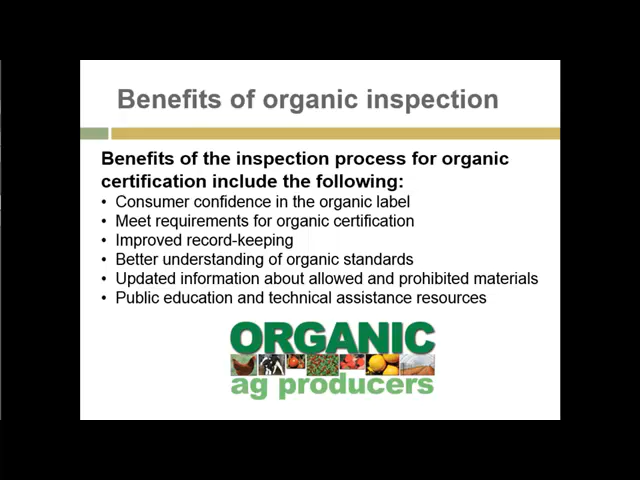 Benefits of organic inspection
Benefits of the inspection process for organic
certification include the following:
• Consumer confidence in the organic label
• Meet requirements for organic certification
• Improved record-keeping
• Better understanding of organic standards
• Updated information about allowed and prohibited materials
• Public education and technical assistance resources
ORGANIC
ag producers